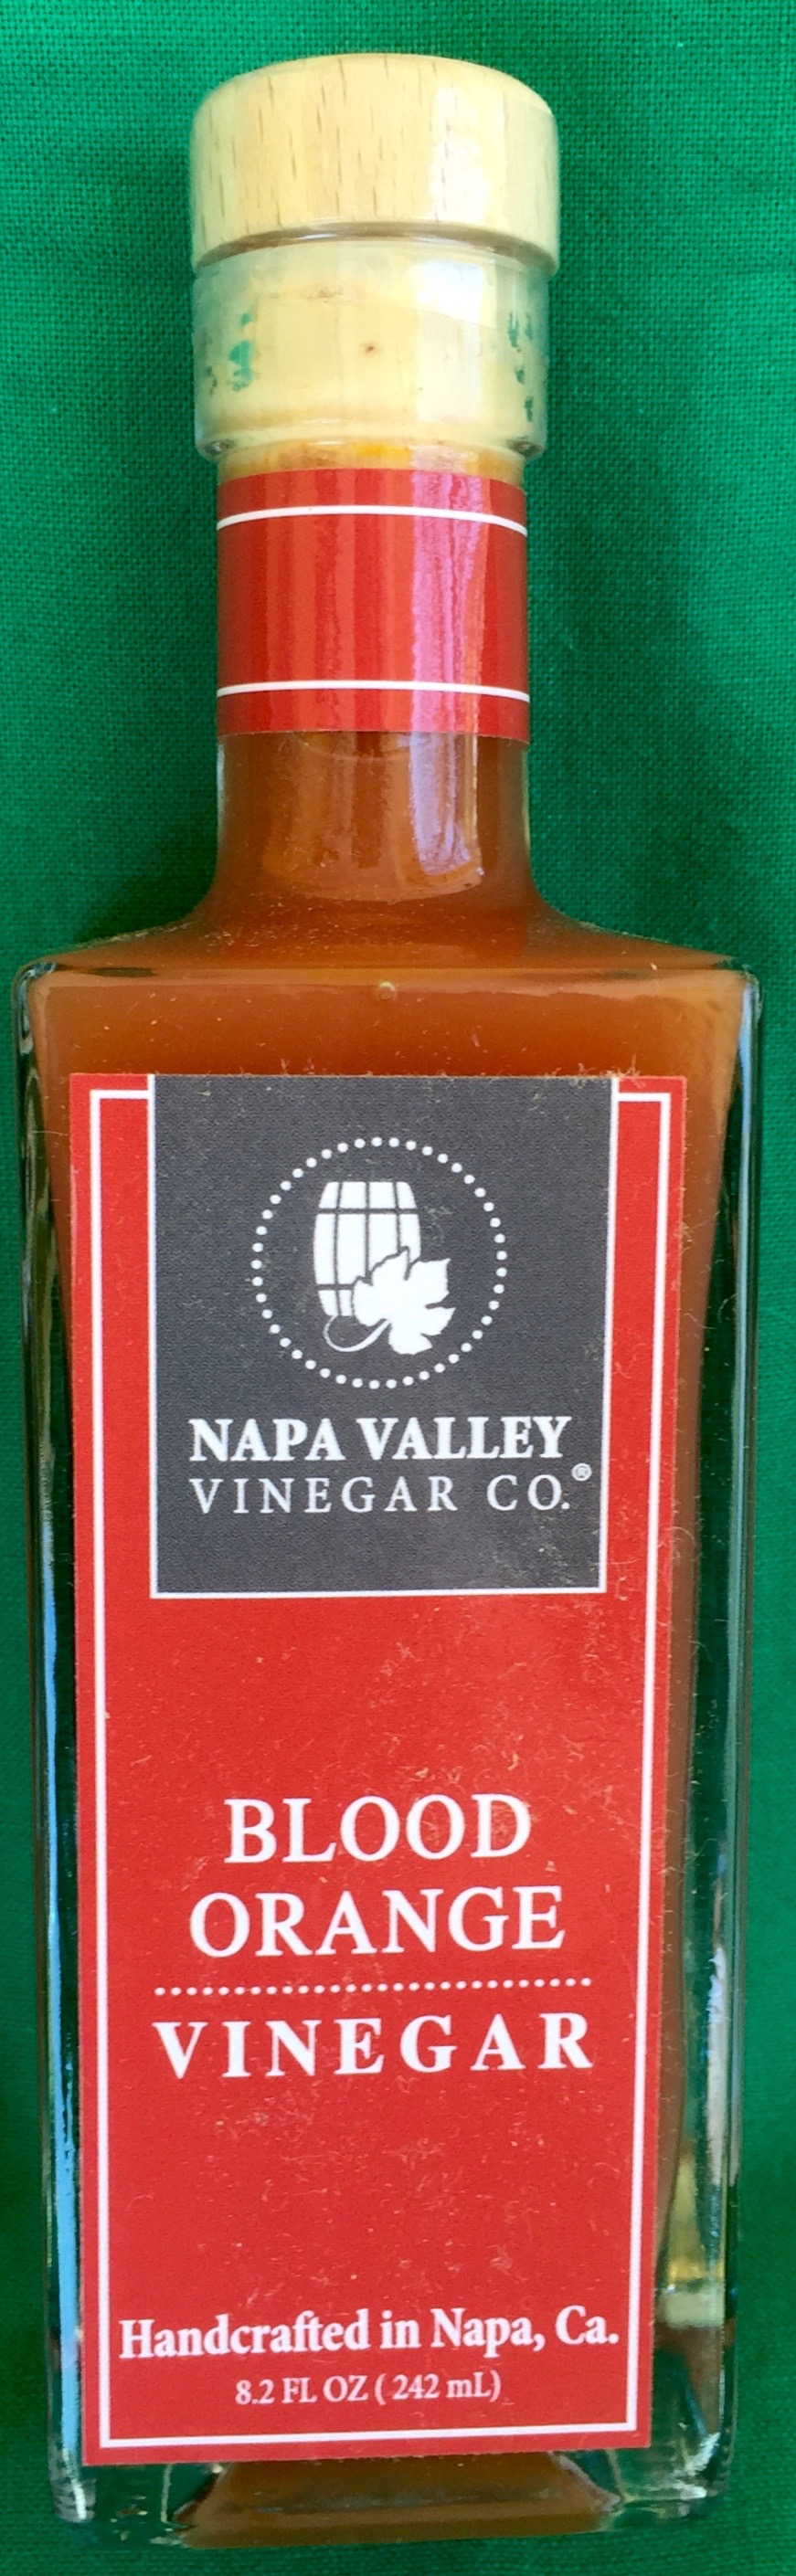 NAPA VALLEY
VINEGAR CO.®
BLOOD
ORANGE
VINEGAR
Handcrafted in Napa, Ca.
8.2 FL OZ ( 242 mL)